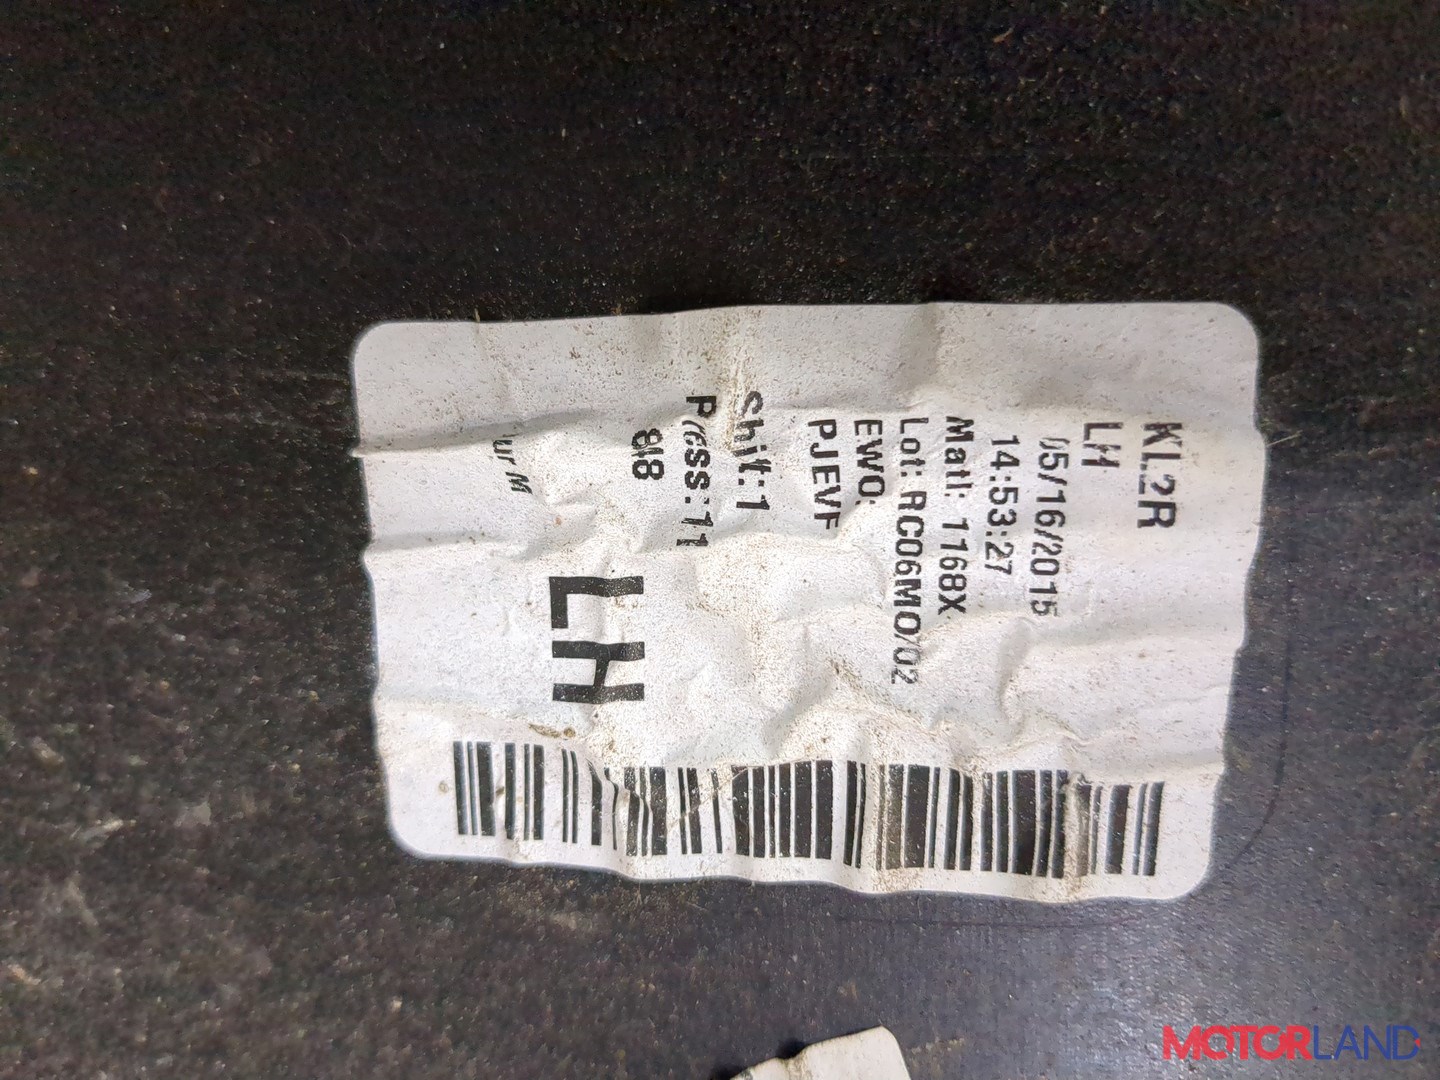 KL2R
LH
05/16/2015
14:53:27
Matl: 1168X
Lot: RC06MO/02
EWO:
PJEVF
Shit:1
Press:11
818
LH
MOTORLAND